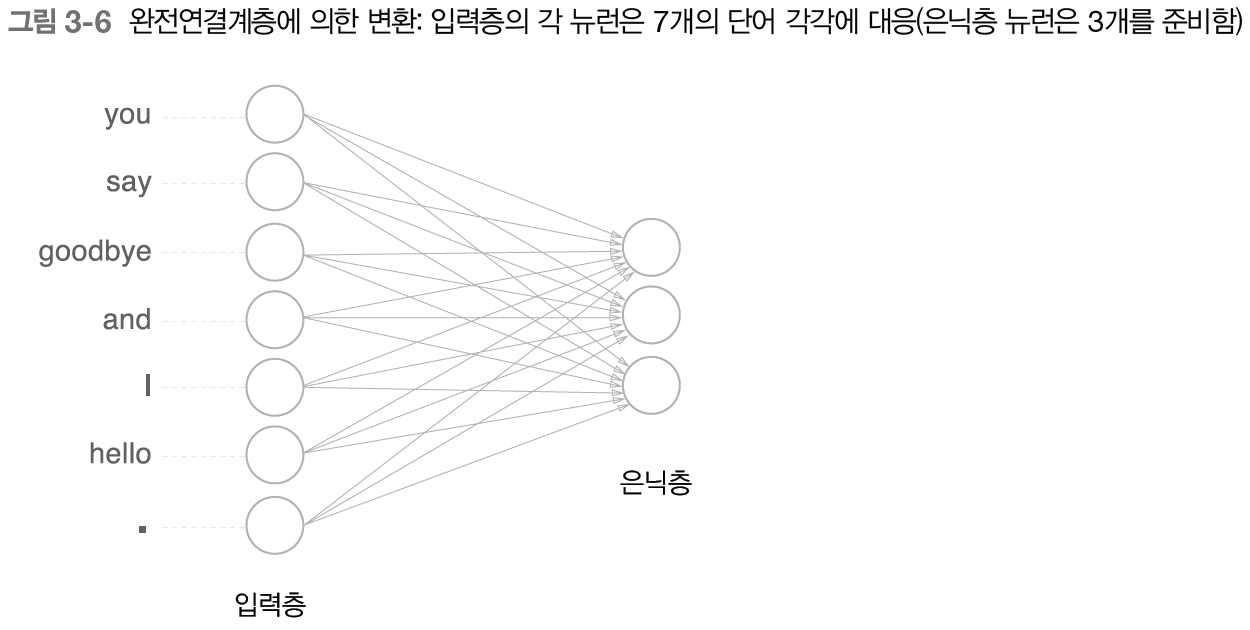 그림 3-6 완전연결계층에 의한 변환: 입력층의 각 뉴런은 7개의 단어 각각에 대응(은닉층 뉴런은 3개를 준비함)
you
say
goodbye
and
I
hello
.
은닉층
입력층